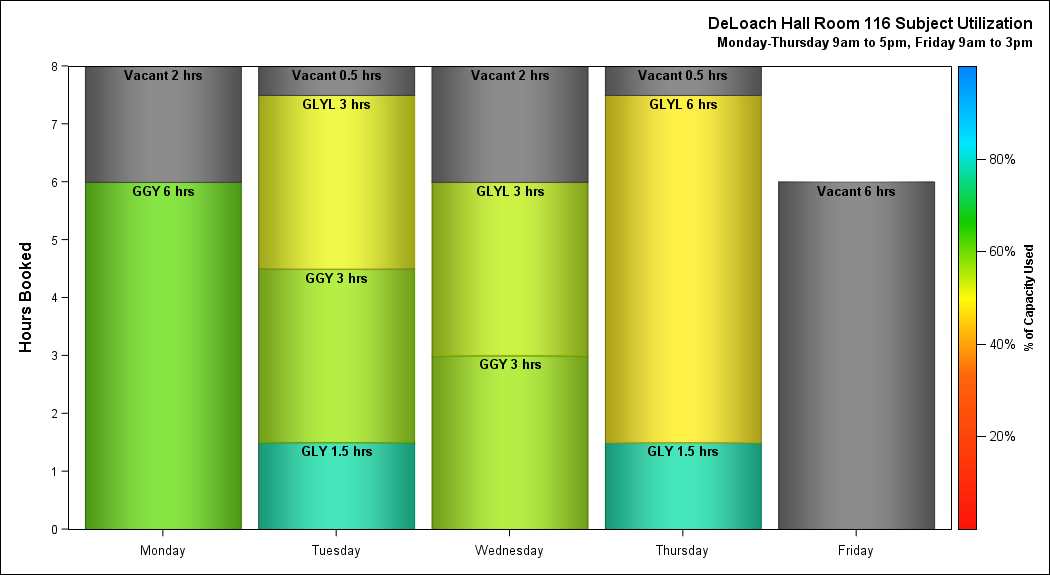 DeLoach Hall Room 116 Subject Utilization
Monday-Thursday 9am to 5pm, Friday 9am to 3pm
Hours Booked
8
7
6
5
4
3
2
1
0
Vacant 2 hrs
GGY 6 hrs
Vacant 0.5 hrs
GLYL 3 hrs
GGY 3 hrs
GLY 1.5 hrs
Vacant 2 hrs
GLYL 3 hrs
GGY 3 hrs
Vacant 0.5 hrs
GLYL 6 hrs
GLY 1.5 hrs
Vacant 6 hrs
Monday
Tuesday
Wednesday
Thursday
Friday
80%
60%
40%
20%
% of Capacity Used